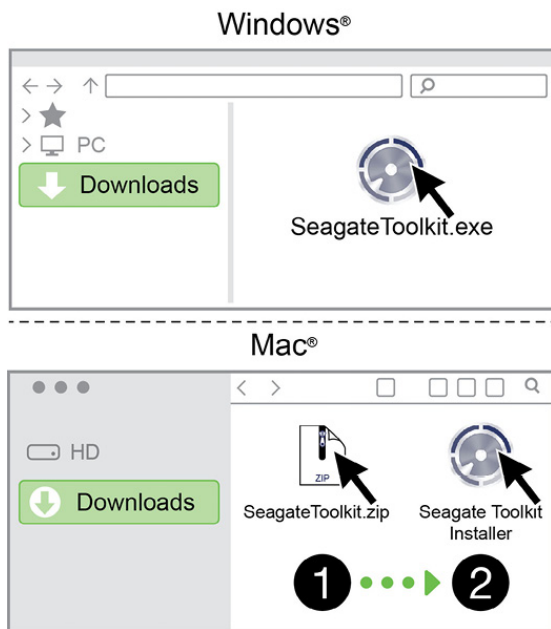 Windows®
PC
Downloads
SeagateToolkit.exe
Mac®
HD
Downloads
ZIP
SeagateToolkit.zip
Seagate Toolkit
Installer
1
2